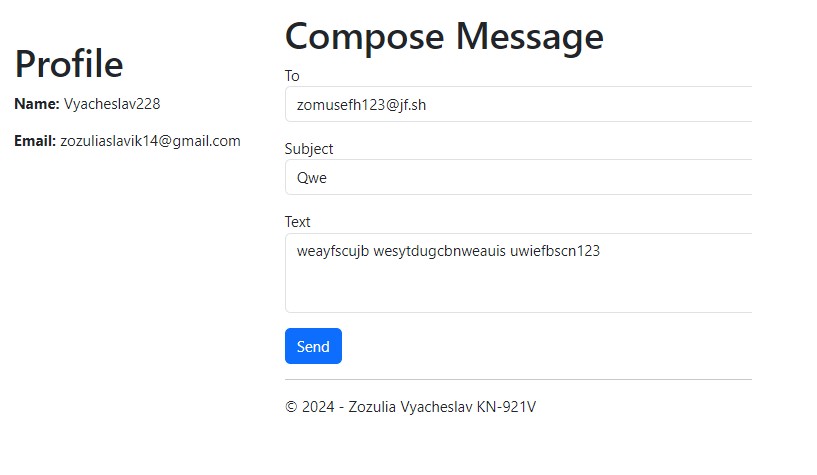 Profile
Name: Vyacheslav228
Email: zozuliaslavik14@gmail.com
Compose Message
To
zomusefh123@jf.sh
Subject
Qwe
Text
weayfscujb wesytdugcbnweauis uwiefbscn123
Send
© 2024 - Zozulia Vyacheslav KN-921V